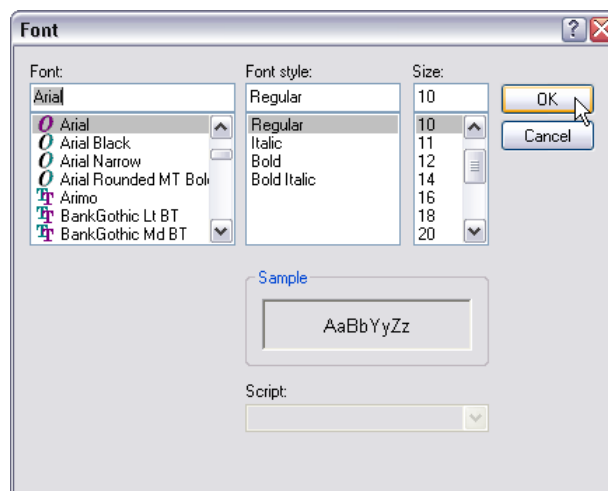 Font
Font:
Arial
Arial
Arial Black
Arial Narrow
Arial Rounded MT Bol
Arimo
BankGothic Lt BT
BankGothic Md BT
Font style:
Regular
Regular
Italic
Bold
Bold Italic
Size:
10
10
11
12
14
16
18
20
OK
Cancel
Sample
AaBbYyZz
Script: